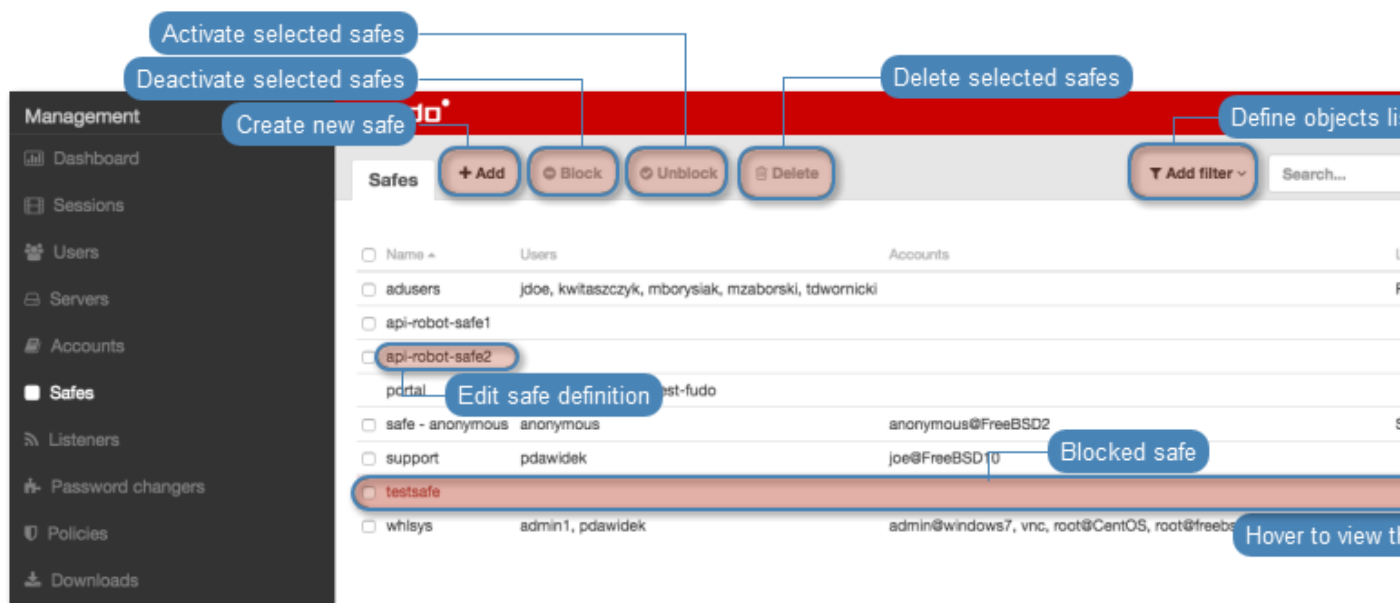 Activate selected safes
Deactivate selected safes
Delete selected safes
Management
Create new safe
Define objects
Dashboard
Safes
+ Add
Block
Unblock
Delete
Add filter
Search...
Sessions
Users
Name
Users
Accounts
adusers
jdoe, kwitaszczyk, mborysiak, mzaborski, tdwornicki
Servers
api-robot-safe1
Accounts
api-robot-safe2
Safes
portal
Edit safe definition
est-fudo
safe - anonymous anonymous anonymous@FreeBSD2
Listeners
Blocked safe
support pdawidek joe@FreeBSD10
Password changers
testsafe
whlsys admin1, pdawidek admin@windows7, vnc, root@CentOS,
Policies
Hover to view
Downloads